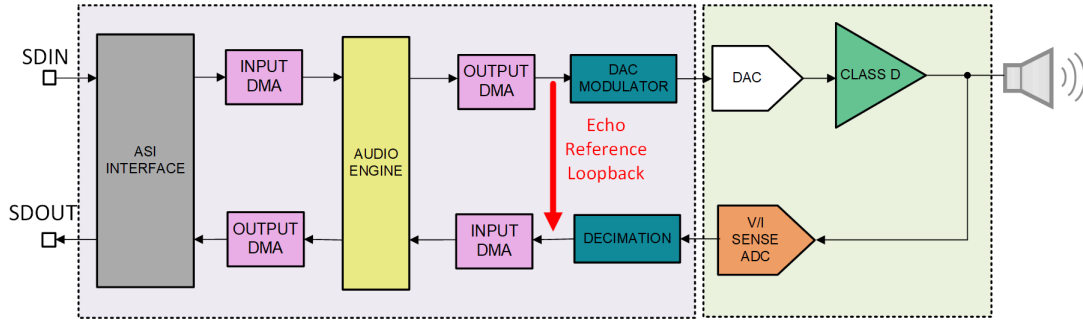 SDIN
ASI
INTERFACE
INPUT
DMA
AUDIO
ENGINE
OUTPUT
DMA
DAC
MODULATOR
DAC
CLASS D
Echo
Reference
Loopback
SDOUT
OUTPUT
DMA
INPUT
DMA
DECIMATION
V/I
SENSE
ADC